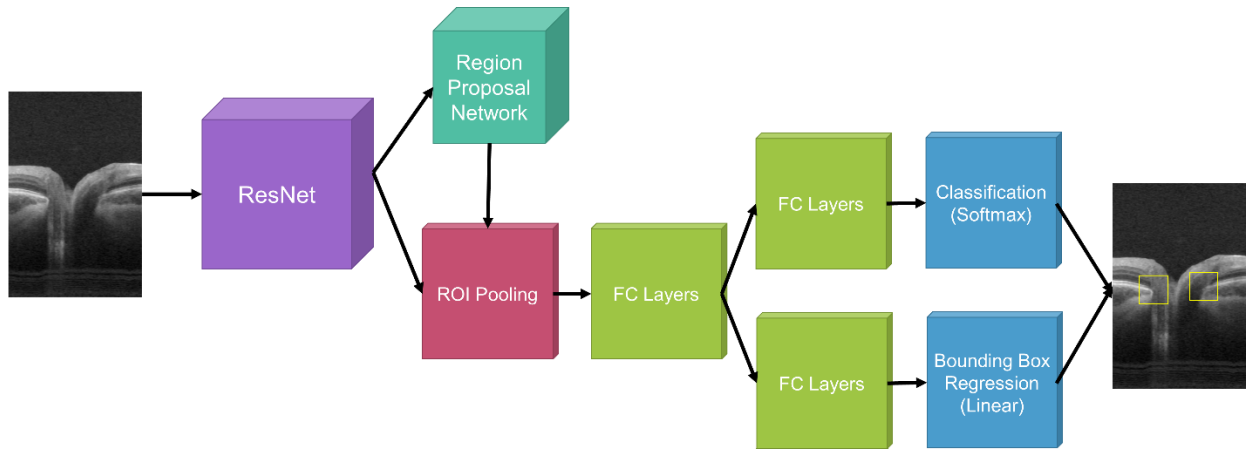 Region
Proposal
Network
ResNet
ROI Pooling
FC Layers
FC Layers
Classification
(Softmax)
FC Layers
Bounding Box
Regression
(Linear)